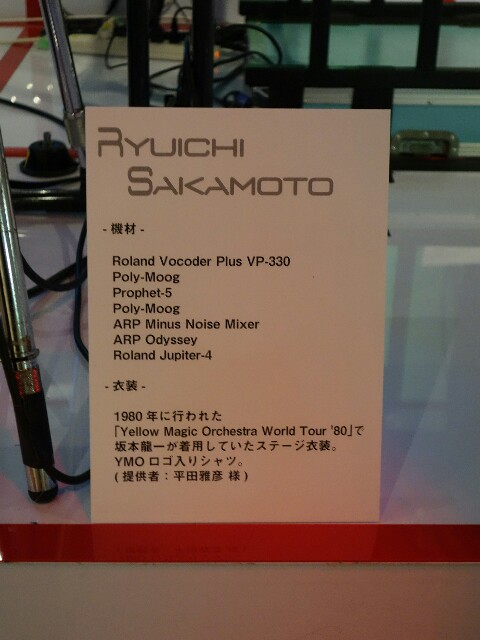 RYUICHI
SAKAMOTO
- 機材 -
Roland Vocoder Plus VP-330
Poly-Moog
Prophet-5
Poly-Moog
ARP Minus Noise Mixer
ARP Odyssey
Roland Jupiter-4
- 衣装 -
1980 年に行われた
「Yellow Magic Orchestra World Tour '80」で
坂本龍一が着用していたステージ衣装。
YMO ロゴ入りシャツ。
( 提供者 : 平田雅彦 様 )